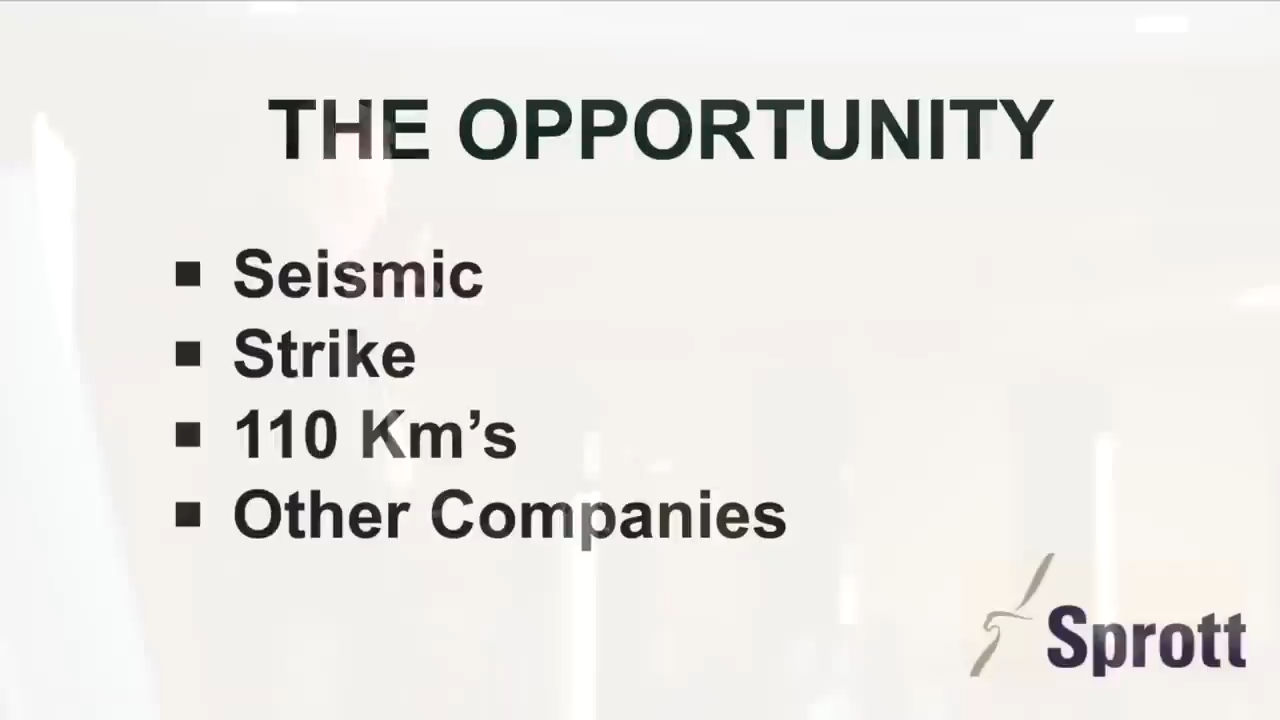 THE OPPORTUNITY
▪ Seismic
▪ Strike
▪ 110 Km’s
▪ Other Companies
Sprott